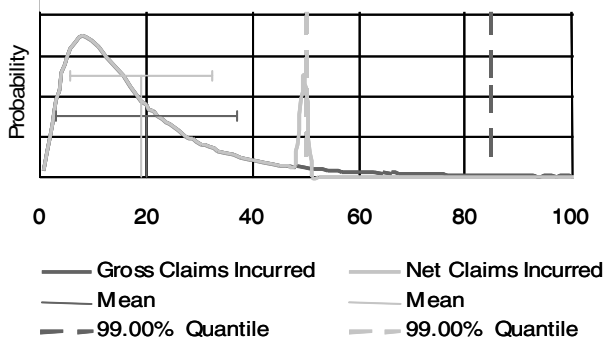 Probability
0 20 40 60 80 100
Gross Claims Incurred Net Claims Incurred
Mean Mean
99.00% Quantile 99.00% Quantile